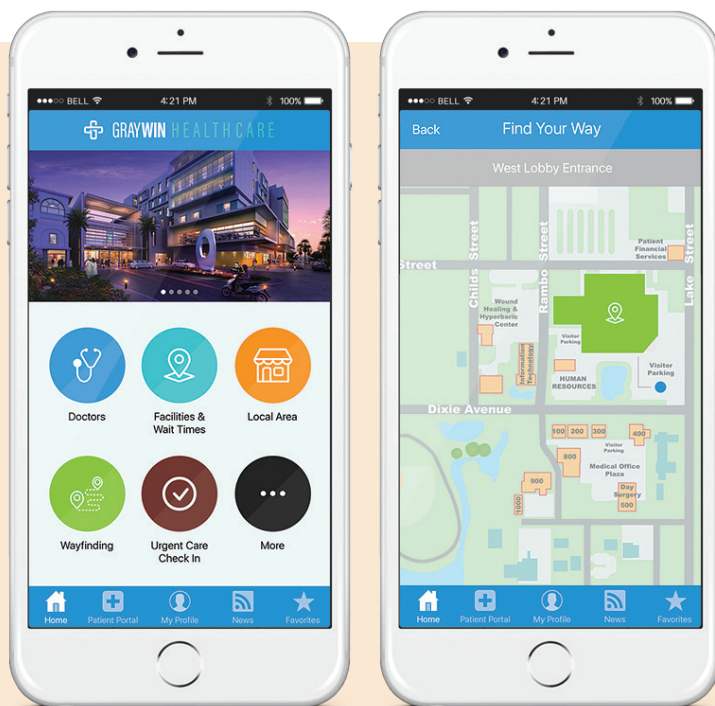 BELL 4:21 PM 100%
GRAYWIN HEALTHCARE
Doctors
Facilities &
Wait Times
Local Area
Wayfinding
Urgent Care
Check In
More
Home Patient Portal My Profile News Favorites
BELL 4:21 PM 100%
Back Find Your Way
West Lobby Entrance
Street
Childs Street
Rambo Street
Lake Street
Patient
Financial
Services
Wound
Healing &
Hyperbaric
Center
Visitor
Parking
Information
Technology
HUMAN
RESOURCES
Visitor
Parking
Dixie Avenue
100 200 300 400
Visitor
Parking
800
Medical Office
Plaza
900
Day
Surgery
500
1000
Home Patient Portal My Profile News Favorites